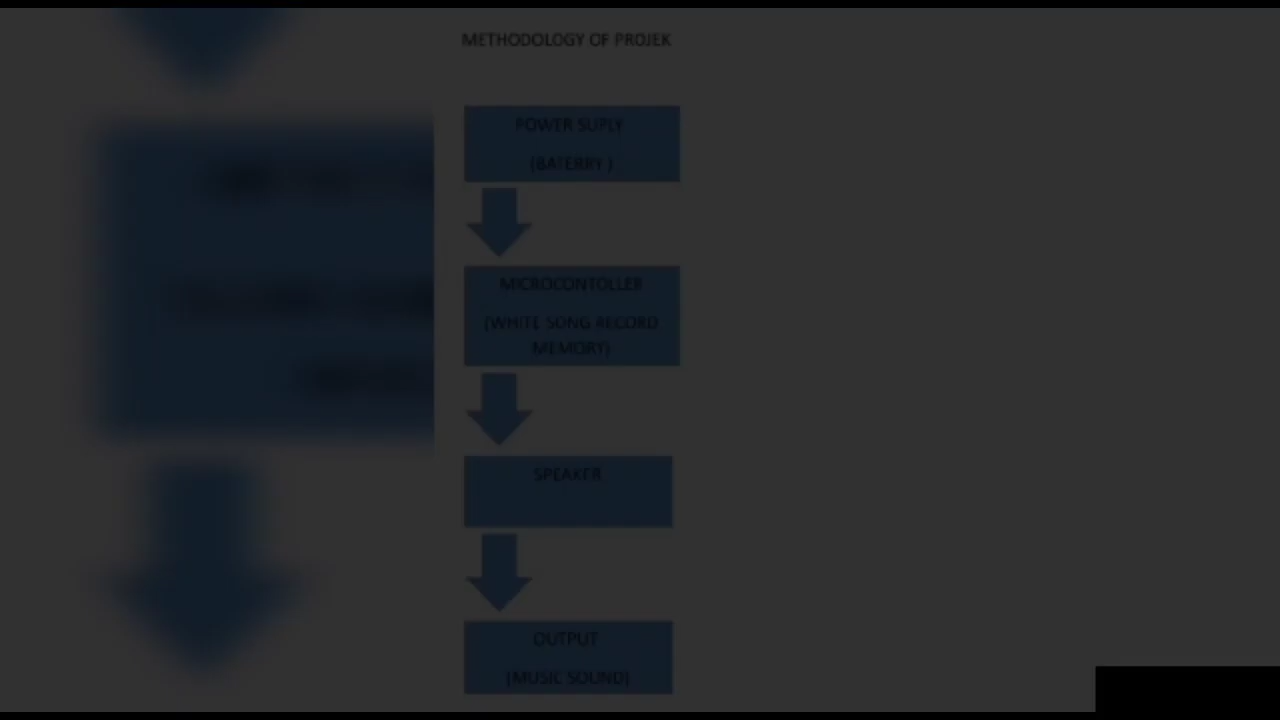 METHODOLOGY OF PROJEK
POWER SUPLY
(BATERRY )
MICROCONTOLLER
(WHITE SONG RECORD
MEMORY)
SPEAKER
OUTPUT
(MUSIC SOUND)